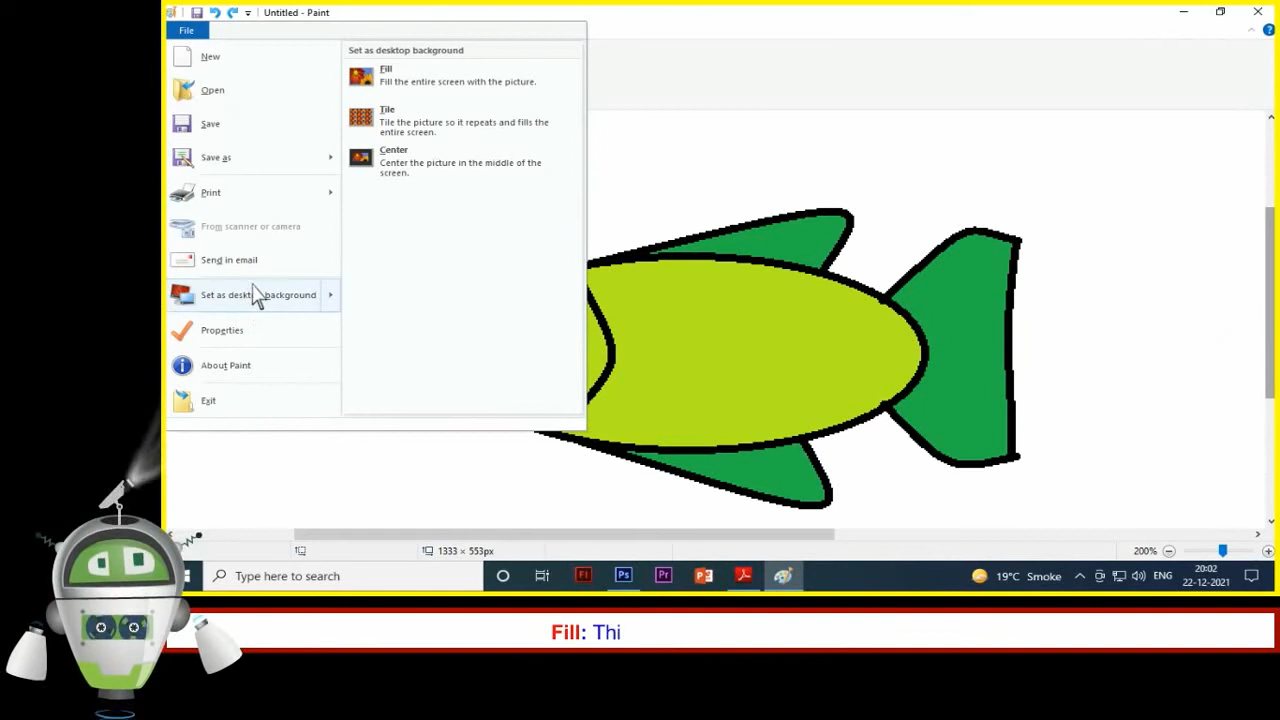 Untitled - Paint
File
New
Open
Save
Save as
Print
From scanner or camera
Send in email
Set as desktop background
Properties
About Paint
Exit
Set as desktop background
Fill
Fill the entire screen with the picture.
Tile
Tile the picture so it repeats and fills the
entire screen.
Center
Center the picture in the middle of the
screen.
1333 × 553px
200%
Type here to search
Fl
Ps
Pr
19°C Smoke
ENG
20:02
22-12-2021
Fill: Thi